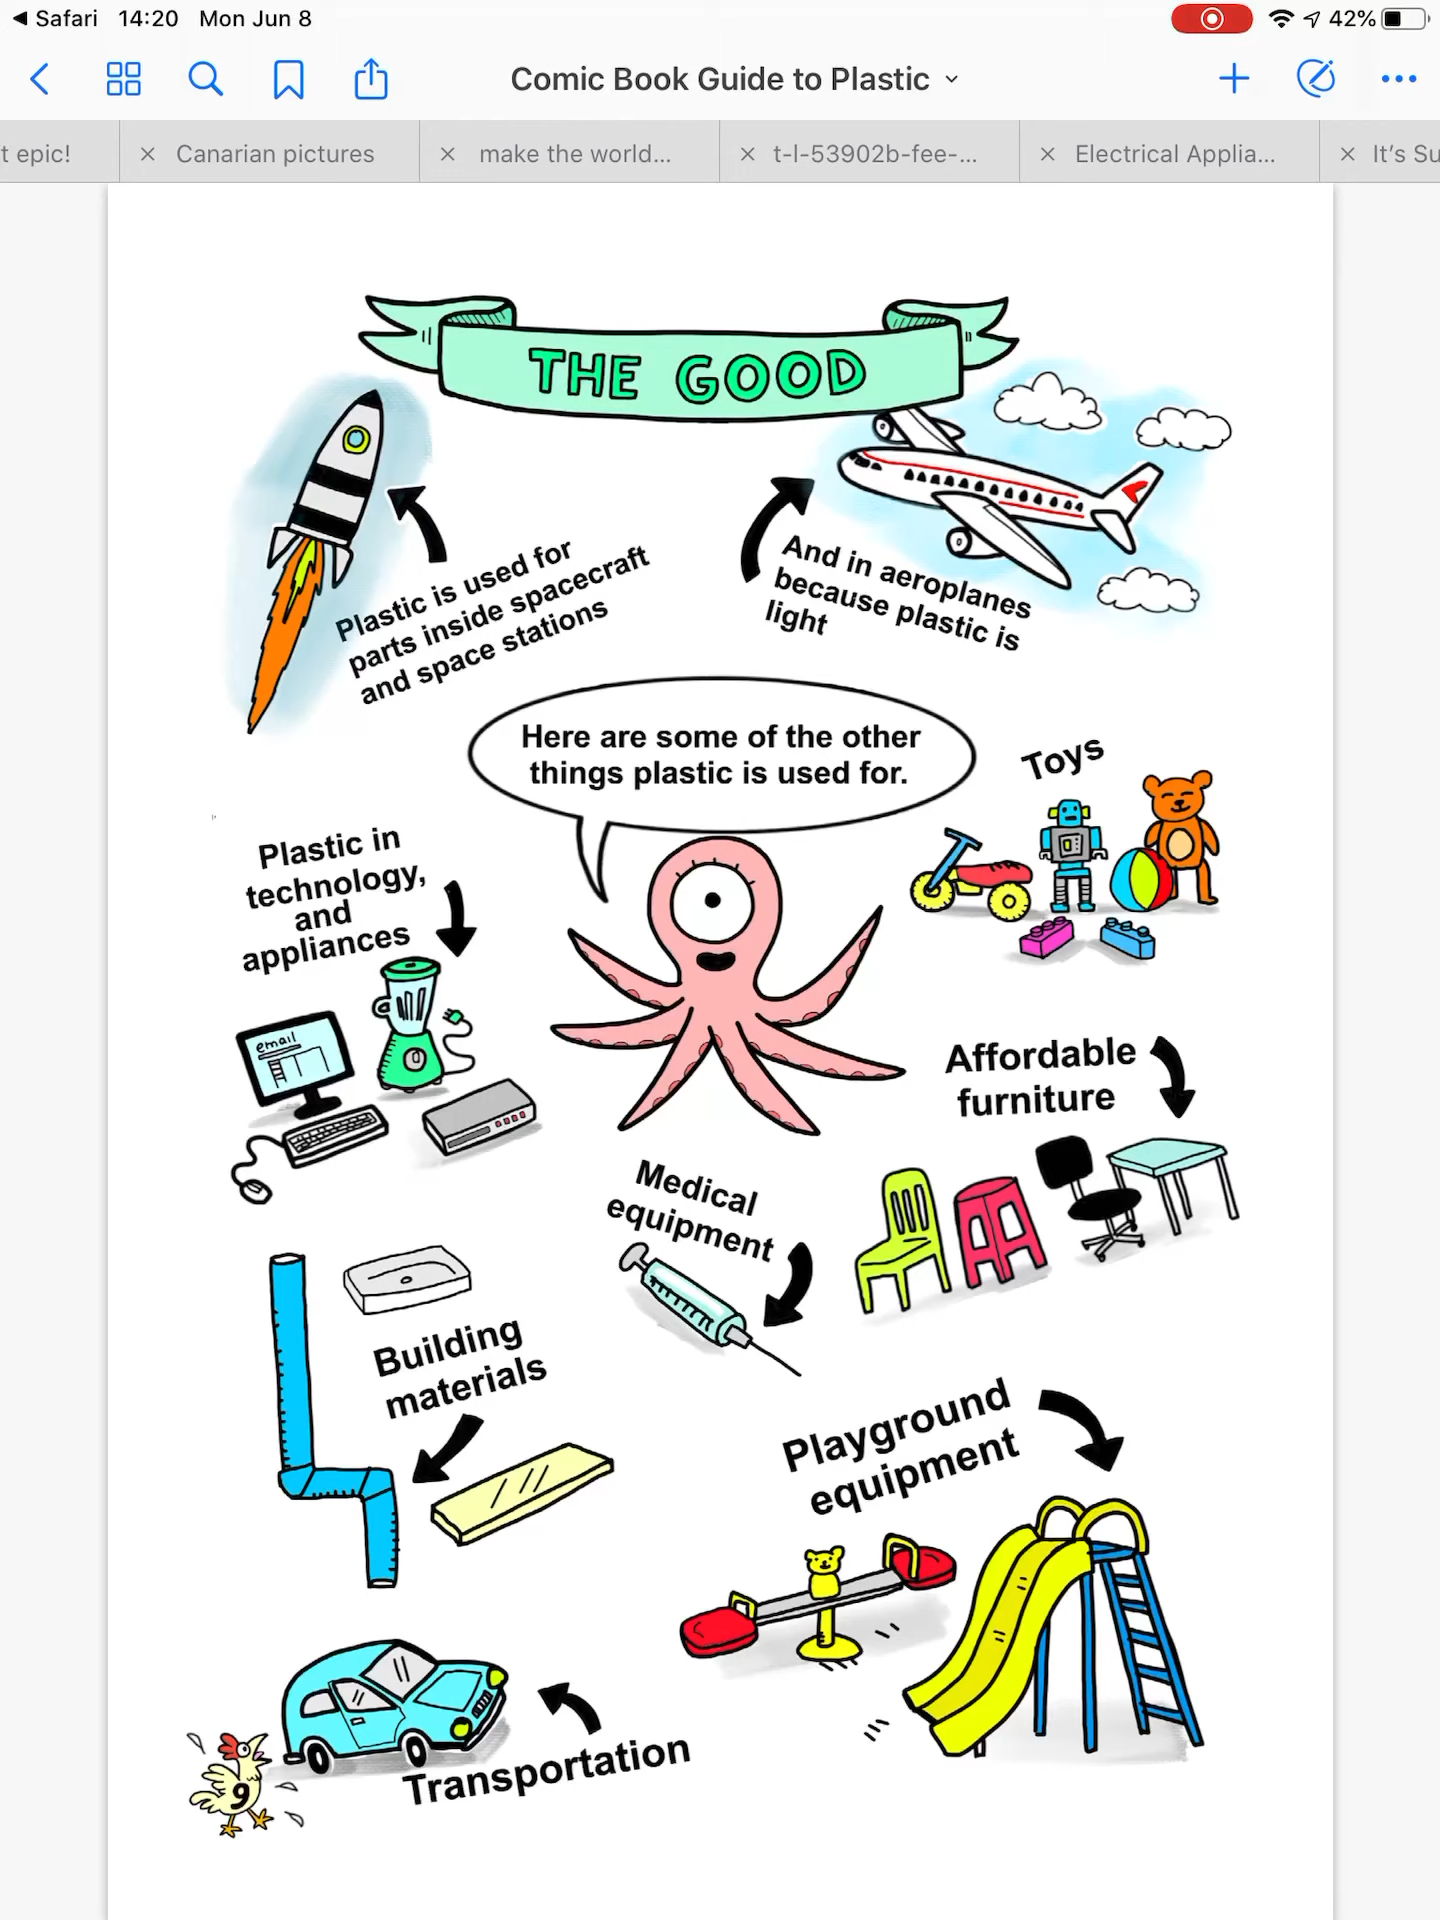 Safari 14:20 Mon Jun 8 42%
Comic Book Guide to Plastic
t epic! Canarian pictures make the world... t-l-53902b-fee-... Electrical Applia... It's Su
THE GOOD
Plastic is used for
parts inside spacecraft
and space stations
And in aeroplanes
because plastic is
light
Here are some of the other
things plastic is used for.
Toys
Plastic in
technology,
and
appliances
email
Affordable
furniture
Medical
equipment
Building
materials
Playground
equipment
Transportation
9